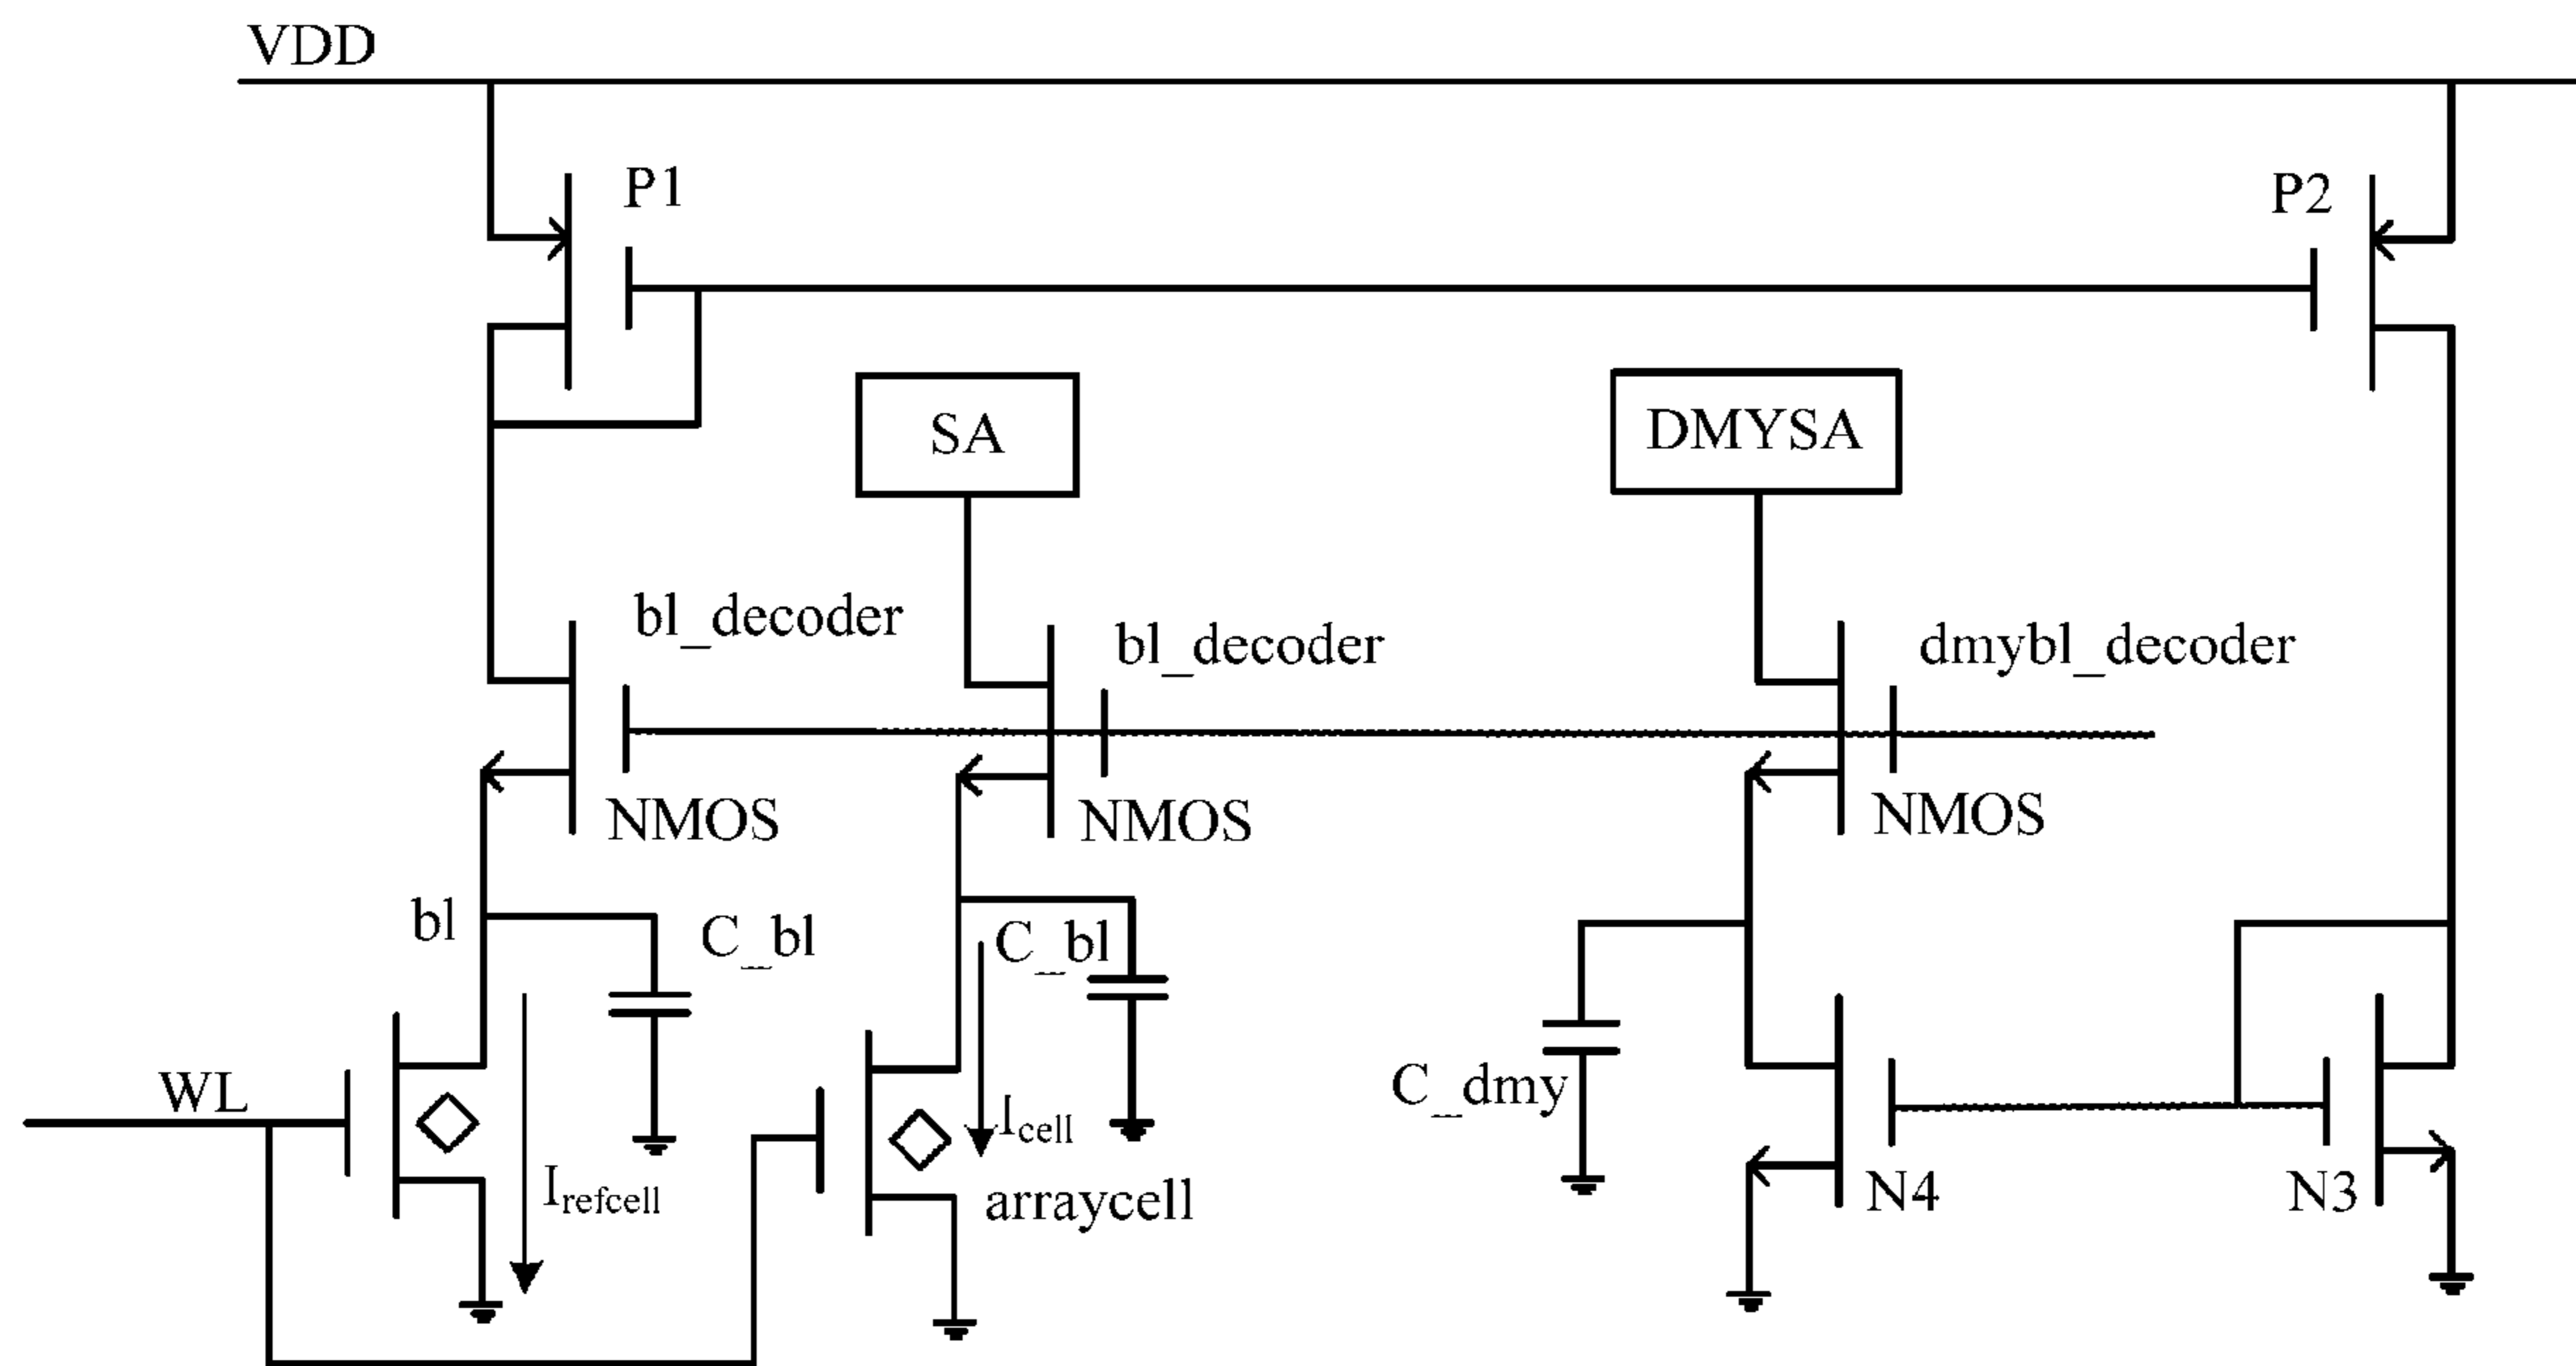 VDD
P1
P2
SA
DMYSA
bl_decoder
bl_decoder
dmybl_decoder
NMOS
NMOS
NMOS
bl
C_bl
C_bl
WL
C_dmy
Icell
Irefcell
arraycell
N4
N3